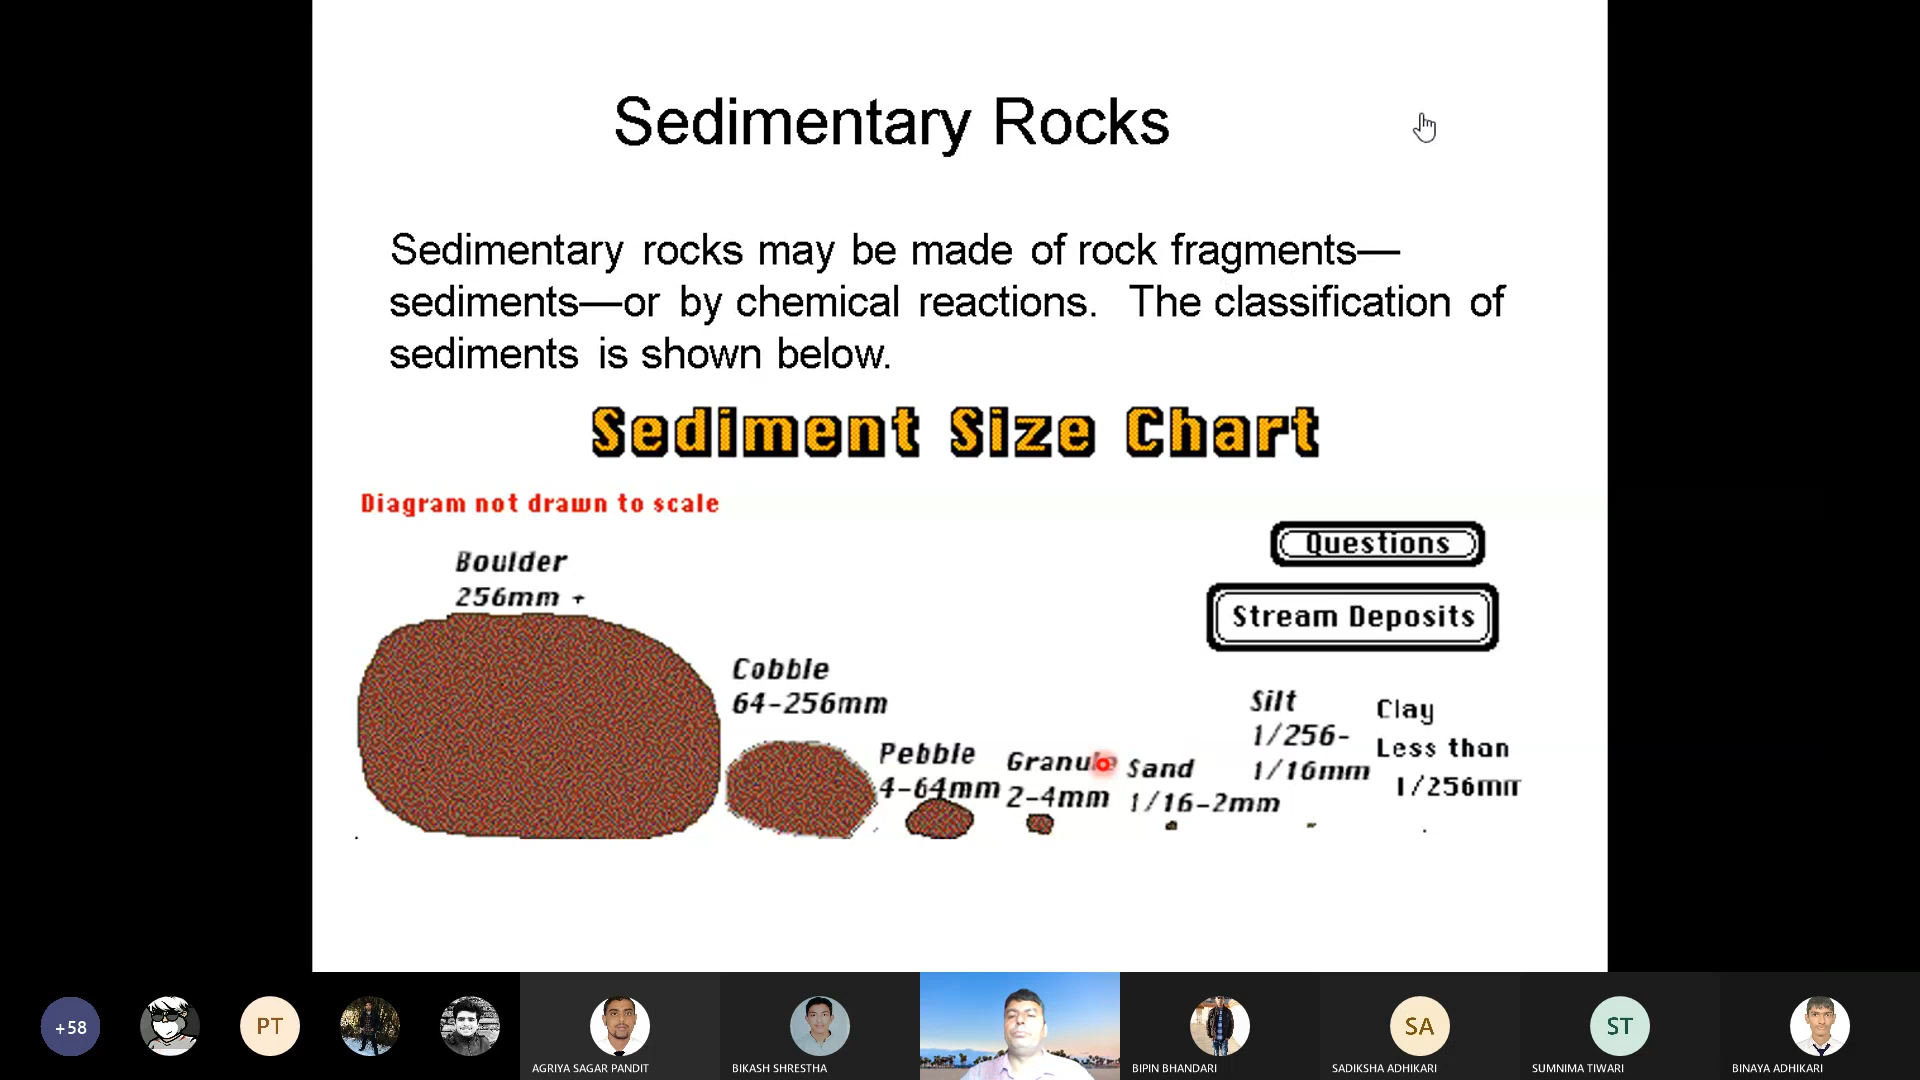 Sedimentary Rocks
Sedimentary rocks may be made of rock fragments—
sediments—or by chemical reactions. The classification of
sediments is shown below.
Sediment Size Chart
Diagram not drawn to scale
Questions
Boulder
256mm +
Stream Deposits
Cobble
64-256mm
Pebble
4-64mm
Granule
2-4mm
Sand
1/16-2mm
Silt
1/256-
1/16mm
Clay
Less than
1/256mm
+58
PT
AGRIYA SAGAR PANDIT
BIKASH SHRESTHA
BIPIN BHANDARI
SA
SADIKSHA ADHIKARI
ST
SUMNIMA TIWARI
BINAYA ADHIKARI